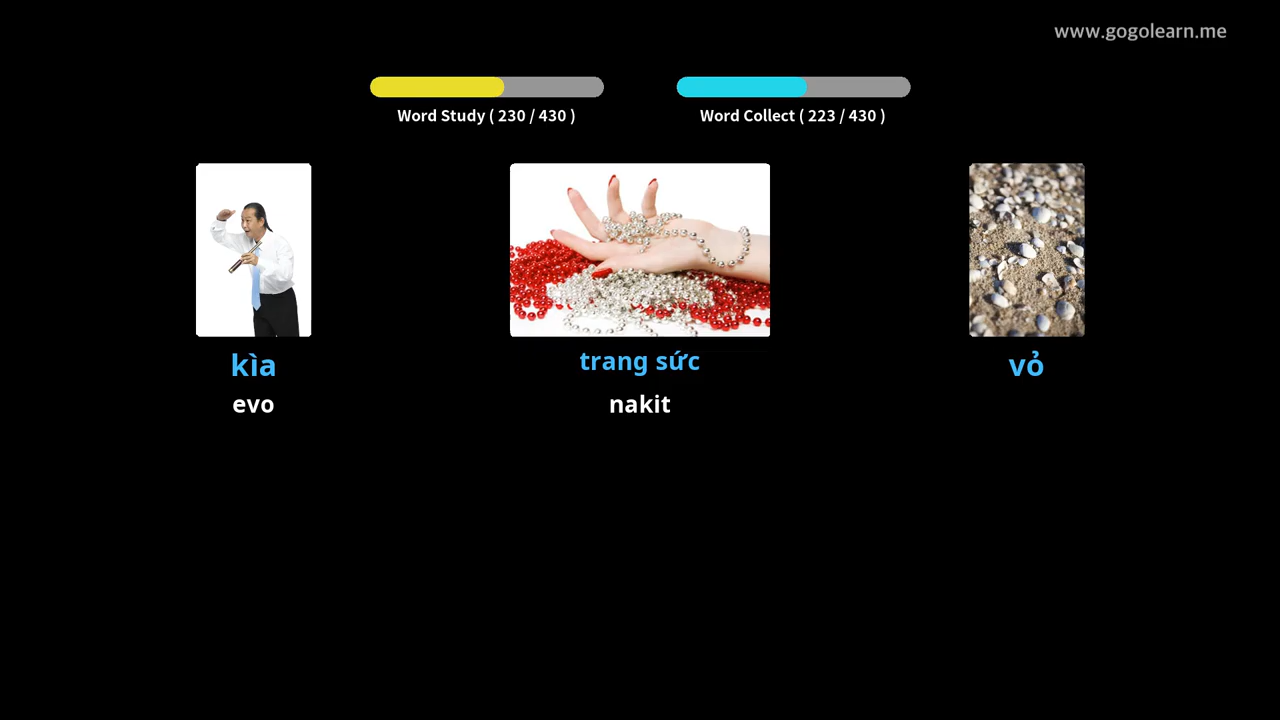 www.gogolearn.me
Word Study ( 230 / 430 )
Word Collect ( 223 / 430 )
kìa
trang sức
vỏ
evo
nakit